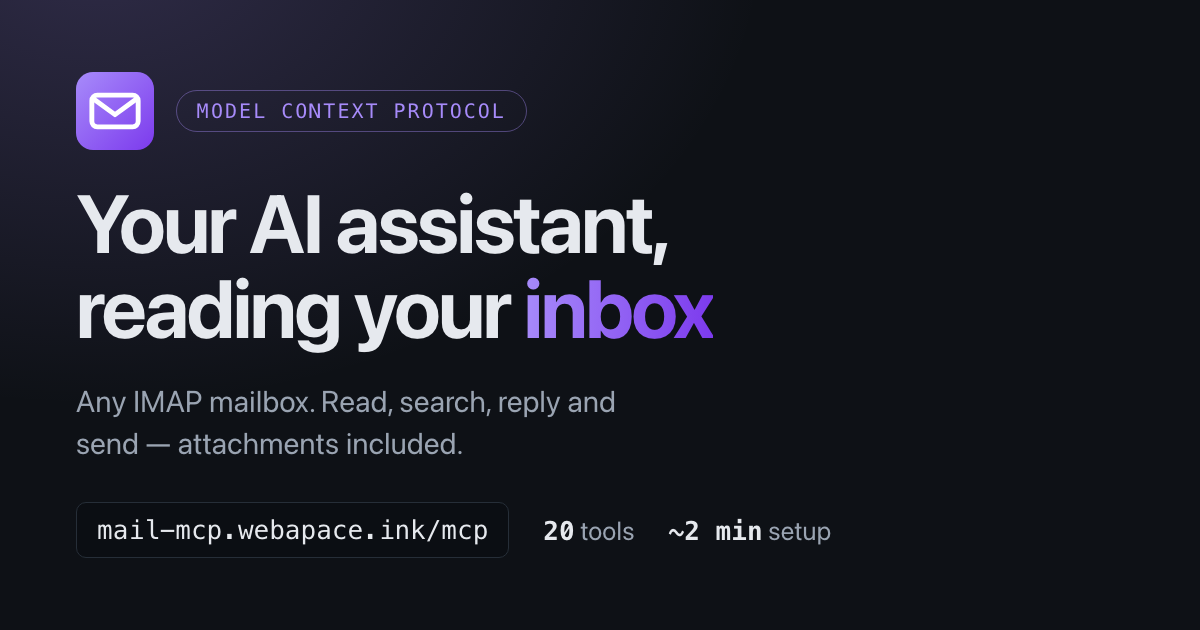 MODEL CONTEXT PROTOCOL
Your AI assistant,
reading your inbox
Any IMAP mailbox. Read, search, reply and
send — attachments included.
mail-mcp.webapace.ink/mcp 20 tools ~2 min setup